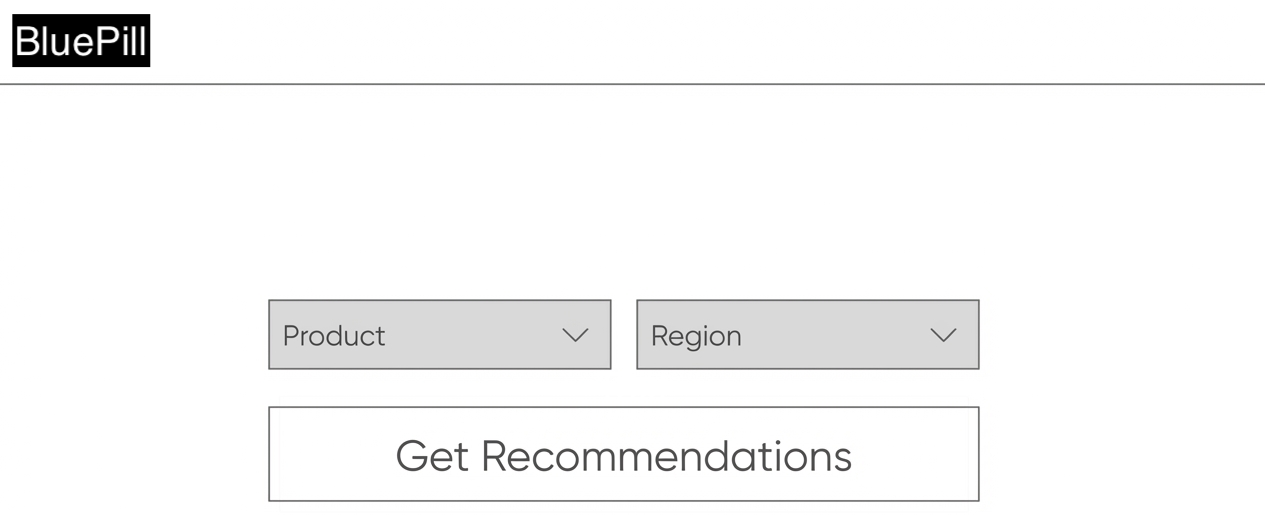 BluePill
Product
Region
Get Recommendations